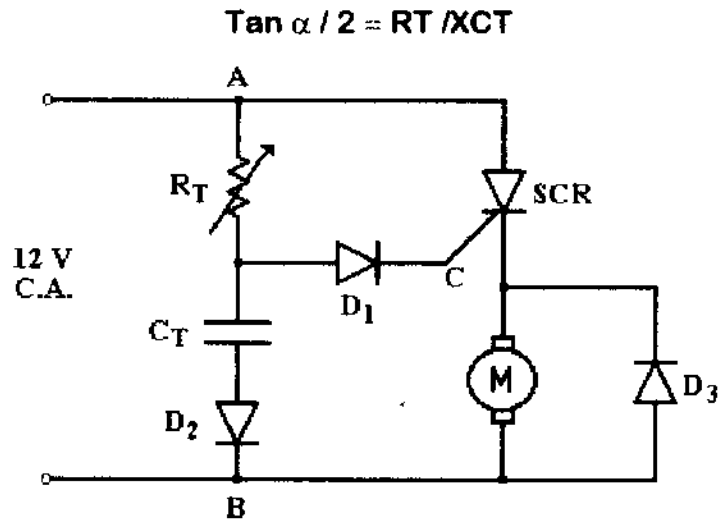 Tan α / 2 = RT /XCT
A
RT
SCR
12 V
C.A.
D1
C
CT
M
D3
D2
B